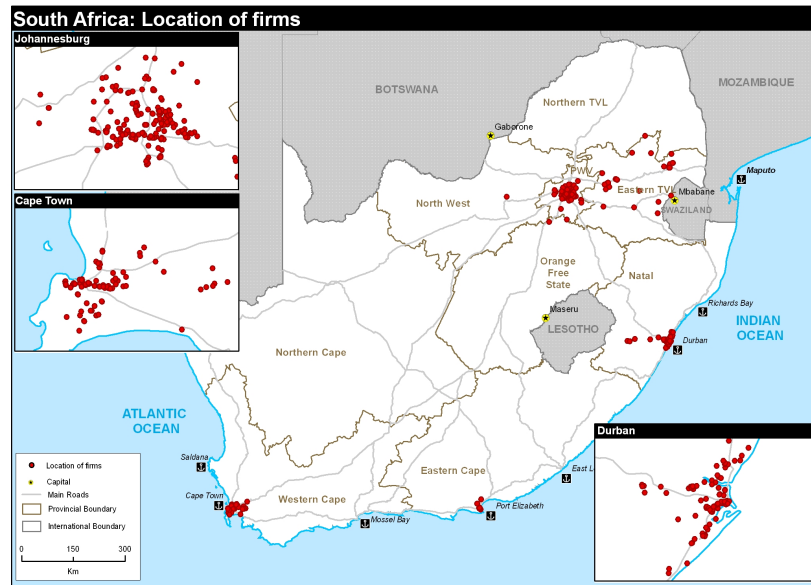 South Africa: Location of firms
Johannesburg
Cape Town
BOTSWANA
MOZAMBIQUE
Northern TVL
Gaborone
PWV
Maputo
North West
Eastern TVL
Mbabane
SWAZILAND
Orange
Free
State
Natal
Richards Bay
Maseru
LESOTHO
INDIAN
OCEAN
Durban
Northern Cape
ATLANTIC
OCEAN
Durban
Saldana
Eastern Cape
East
Cape Town
Western Cape
Port Elizabeth
Mossel Bay
Location of firms
Capital
Main Roads
Provincial Boundary
International Boundary
0 150 300
Km